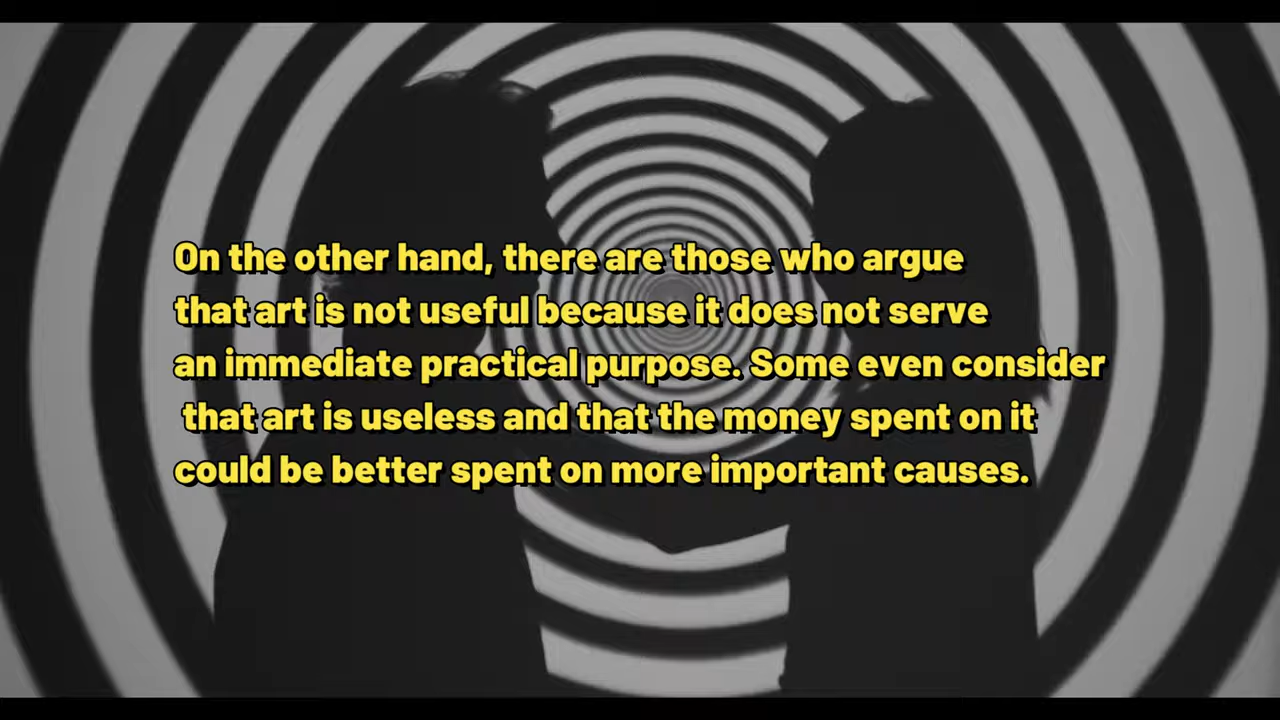 On the other hand, there are those who argue
that art is not useful because it does not serve
an immediate practical purpose. Some even consider
that art is useless and that the money spent on it
could be better spent on more important causes.